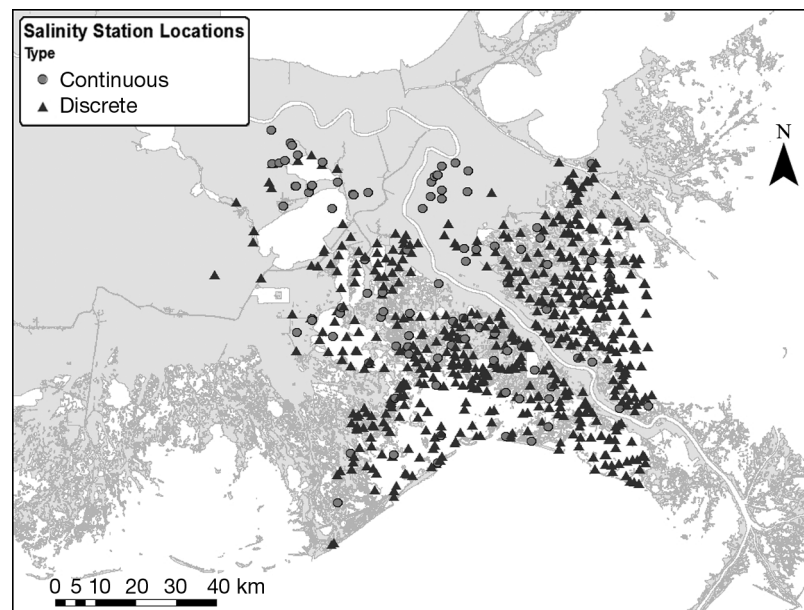 Salinity Station Locations
Type
Continuous
Discrete
N
0 5 10 20 30 40 km